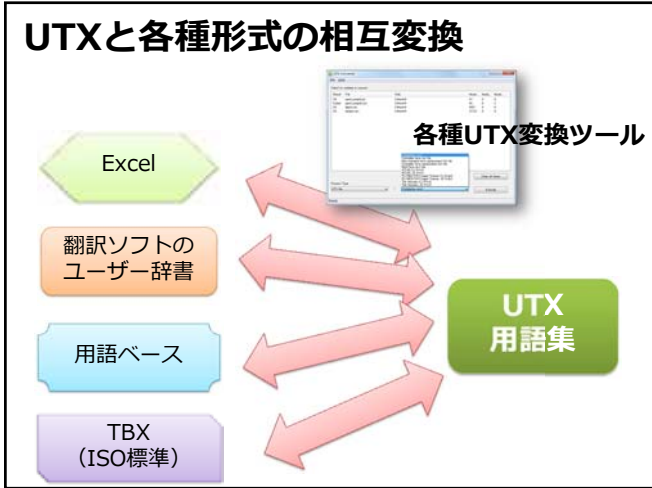 UTXと各種形式の相互変換
各種UTX変換ツール
Excel
翻訳ソフトの
ユーザー辞書
用語ベース
TBX
（ISO標準）
UTX
用語集